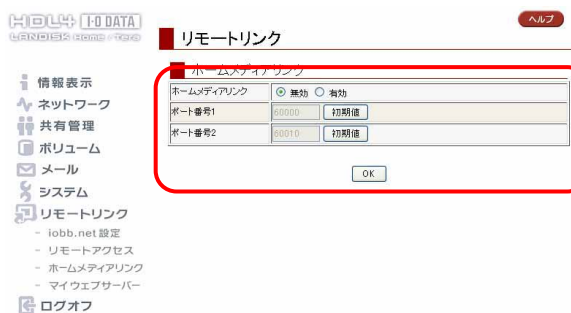 HDL4 I-O DATA
LANDISK Home / Tera
ヘルプ
リモートリンク
ホームメディアリンク
ホームメディアリンク 無効 有効
ポート番号1 60000 初期値
ポート番号2 60010 初期値
OK
情報表示
ネットワーク
共有管理
ボリューム
メール
システム
リモートリンク
- iobb.net設定
- リモートアクセス
- ホームメディアリンク
- マイウェブサーバー
ログオフ